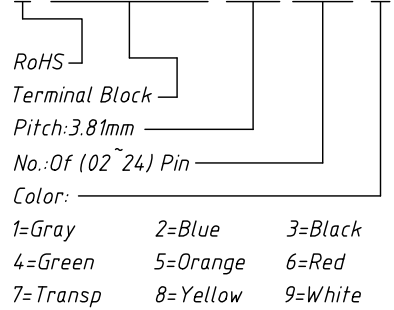 RoHS
Terminal Block
Pitch:3.81mm
No.:Of (02~24) Pin
Color:
1=Gray 2=Blue 3=Black
4=Green 5=Orange 6=Red
7=Transp 8=Yellow 9=White